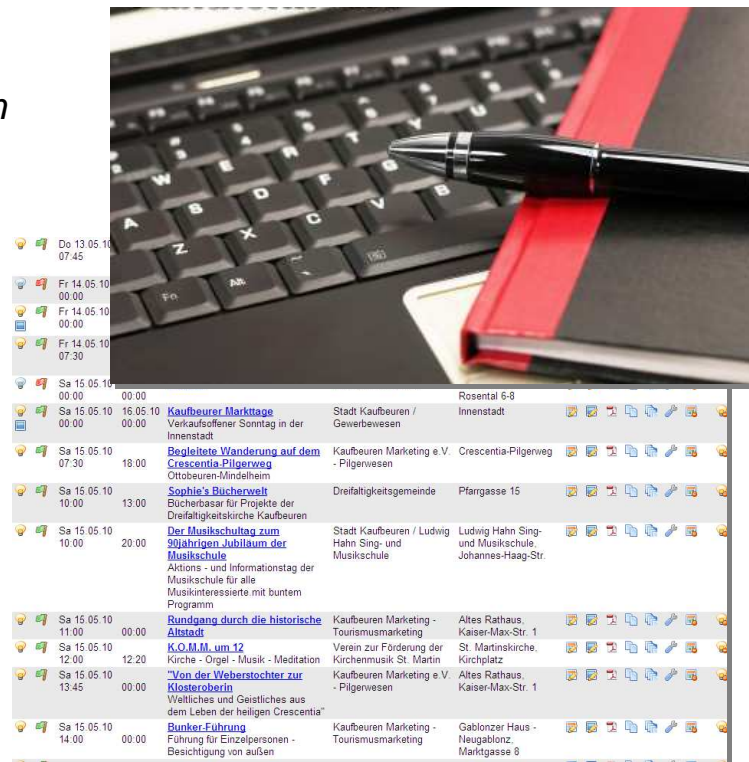 n
Do 13.05.10
07:45
Fr 14.05.10
00:00
Fr 14.05.10
00:00
Fr 14.05.10
07:30
Sa 15.05.10
00:00 00:00 Rosental 6-8
Sa 15.05.10 16.05.10 Kaufbeurer Markttage Stadt Kaufbeuren / Innenstadt
00:00 00:00 Verkaufsoffener Sonntag in der Gewerbewesen
Innenstadt
Sa 15.05.10 Begleitete Wanderung auf dem Kaufbeuren Marketing e.V. Crescentia-Pilgerweg
07:30 18:00 Crescentia-Pilgerweg - Pilgerwesen
Ottobeuren-Mindelheim
Sa 15.05.10 Sophie's Bücherwelt Dreifaltigkeitsgemeinde Pfarrgasse 15
10:00 13:00 Bücherbasar für Projekte der
Dreifaltigkeitskirche Kaufbeuren
Sa 15.05.10 Der Musikschultag zum Stadt Kaufbeuren / Ludwig Ludwig Hahn Sing-
10:00 20:00 90jährigen Jubiläum der Hahn Sing- und und Musikschule,
Musikschule Musikschule Johannes-Haag-Str.
Aktions - und Informationstag der
Musikschule für alle
Musikinteressierte mit buntem
Programm
Sa 15.05.10 Rundgang durch die historische Kaufbeuren Marketing - Altes Rathaus,
11:00 00:00 Altstadt Tourismusmarketing Kaiser-Max-Str. 1
Sa 15.05.10 K.O.M.M. um 12 Verein zur Förderung der St. Martinskirche,
12:00 12:20 Kirche - Orgel - Musik - Meditation Kirchenmusik St. Martin Kirchplatz
Sa 15.05.10 "Von der Weberstochter zur Kaufbeuren Marketing e.V. Altes Rathaus,
13:45 00:00 Klosteroberin - Pilgerwesen Kaiser-Max-Str. 1
Weltliches und Geistliches aus
dem Leben der heiligen Crescentia"
Sa 15.05.10 Bunker-Führung Kaufbeuren Marketing - Gablonzer Haus -
14:00 00:00 Führung für Einzelpersonen - Tourismusmarketing Neugablonz,
Besichtigung von außen Marktgasse 8